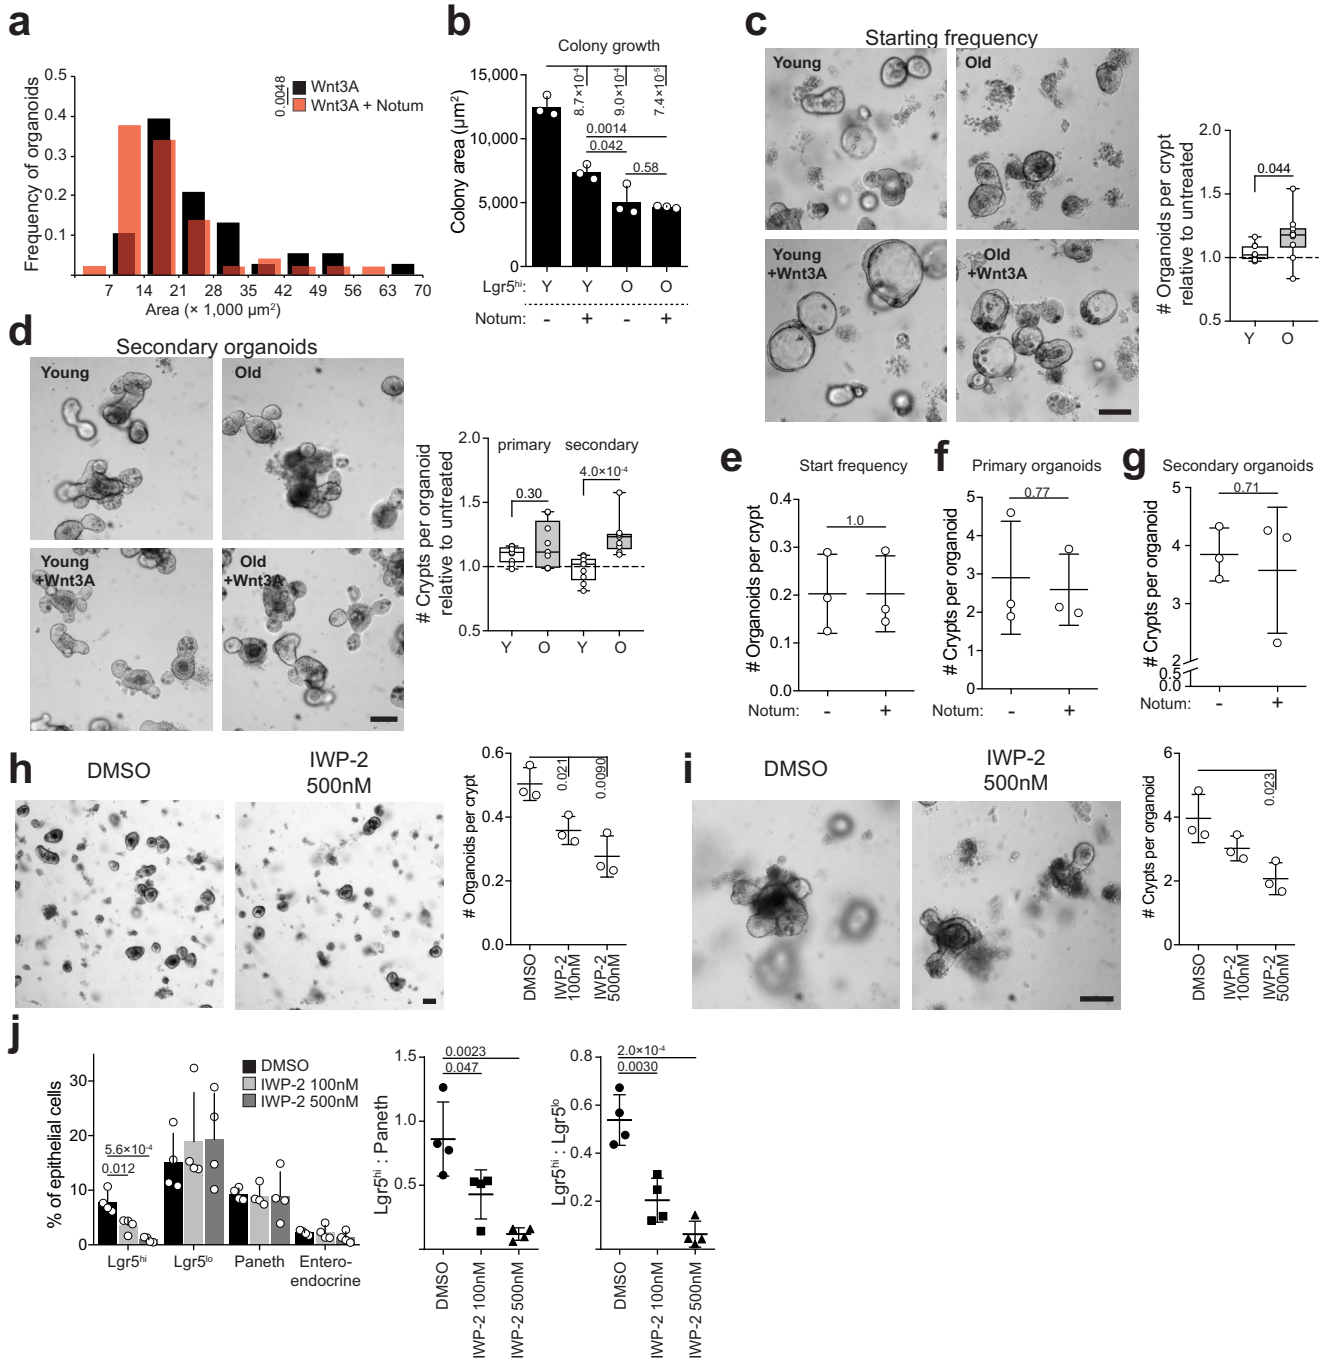 a
Frequency of organoids
0.5
0.4
0.3
0.2
0.1
0.0048
Wnt3A
Wnt3A + Notum
7 14 21 28 35 42 49 56 63 70
Area (× 1,000 µm²)
b
Colony growth
Colony area (µm²)
15,000
10,000
5,000
0
8.7×10⁻⁴
9.0×10⁻⁴
7.4×10⁻⁵
0.0014
0.042
0.58
Lgr5ʰⁱ: Y Y O O
Notum: - + - +
c
Starting frequency
Young
Old
Young
+Wnt3A
Old
+Wnt3A
# Organoids per crypt
relative to untreated
2.0
1.5
1.0
0.5
0.044
Y O
d
Secondary organoids
Young
Old
Young
+Wnt3A
Old
+Wnt3A
# Crypts per organoid
relative to untreated
2.0
1.5
1.0
0.5
primary secondary
0.30
4.0×10⁻⁴
Y O Y O
e
Start frequency
# Organoids per crypt
0.4
0.3
0.2
0.1
0.0
1.0
Notum: - +
f
Primary organoids
# Crypts per organoid
5
4
3
2
1
0
0.77
Notum: - +
g
Secondary organoids
# Crypts per organoid
5
4
3
2
0.5
0.0
0.71
Notum: - +
h
DMSO
IWP-2
500nM
# Organoids per crypt
0.6
0.4
0.2
0.0
0.021
0.0090
DMSO
IWP-2
100nM
IWP-2
500nM
i
DMSO
IWP-2
500nM
# Crypts per organoid
6
4
2
0
0.023
DMSO
IWP-2
100nM
IWP-2
500nM
j
% of epithelial cells
30
20
10
0
DMSO
IWP-2 100nM
IWP-2 500nM
5.6×10⁻⁴
0.012
Lgr5ʰⁱ Lgr5ˡᵒ Paneth Entero-
endocrine
Lgr5ʰⁱ : Paneth
1.5
1.0
0.5
0.0023
0.047
DMSO
IWP-2 100nM
IWP-2 500nM
Lgr5ʰⁱ : Lgr5ˡᵒ
0.8
0.6
0.4
0.2
2.0×10⁻⁴
0.0030
DMSO
IWP-2 100nM
IWP-2 500nM